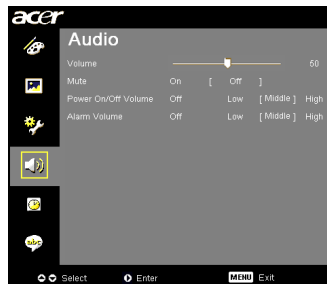 acer
Audio
Volume 50
Mute On [ Off ]
Power On/Off Volume Off Low [ Middle ] High
Alarm Volume Off Low [ Middle ] High
abc
Select Enter MENU Exit